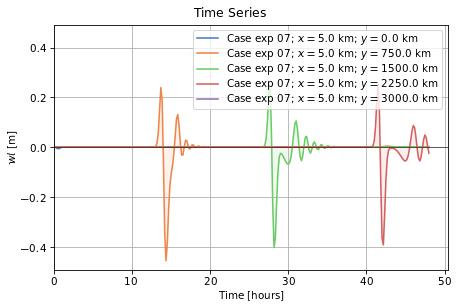 Time Series
wl [m]
0.4
0.2
0.0
−0.2
−0.4
Case exp 07; x = 5.0 km; y = 0.0 km
Case exp 07; x = 5.0 km; y = 750.0 km
Case exp 07; x = 5.0 km; y = 1500.0 km
Case exp 07; x = 5.0 km; y = 2250.0 km
Case exp 07; x = 5.0 km; y = 3000.0 km
0 10 20 30 40 50
Time [hours]